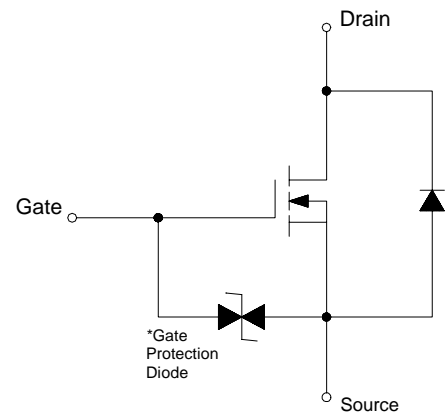 Drain
Gate
*Gate
Protection
Diode
Source